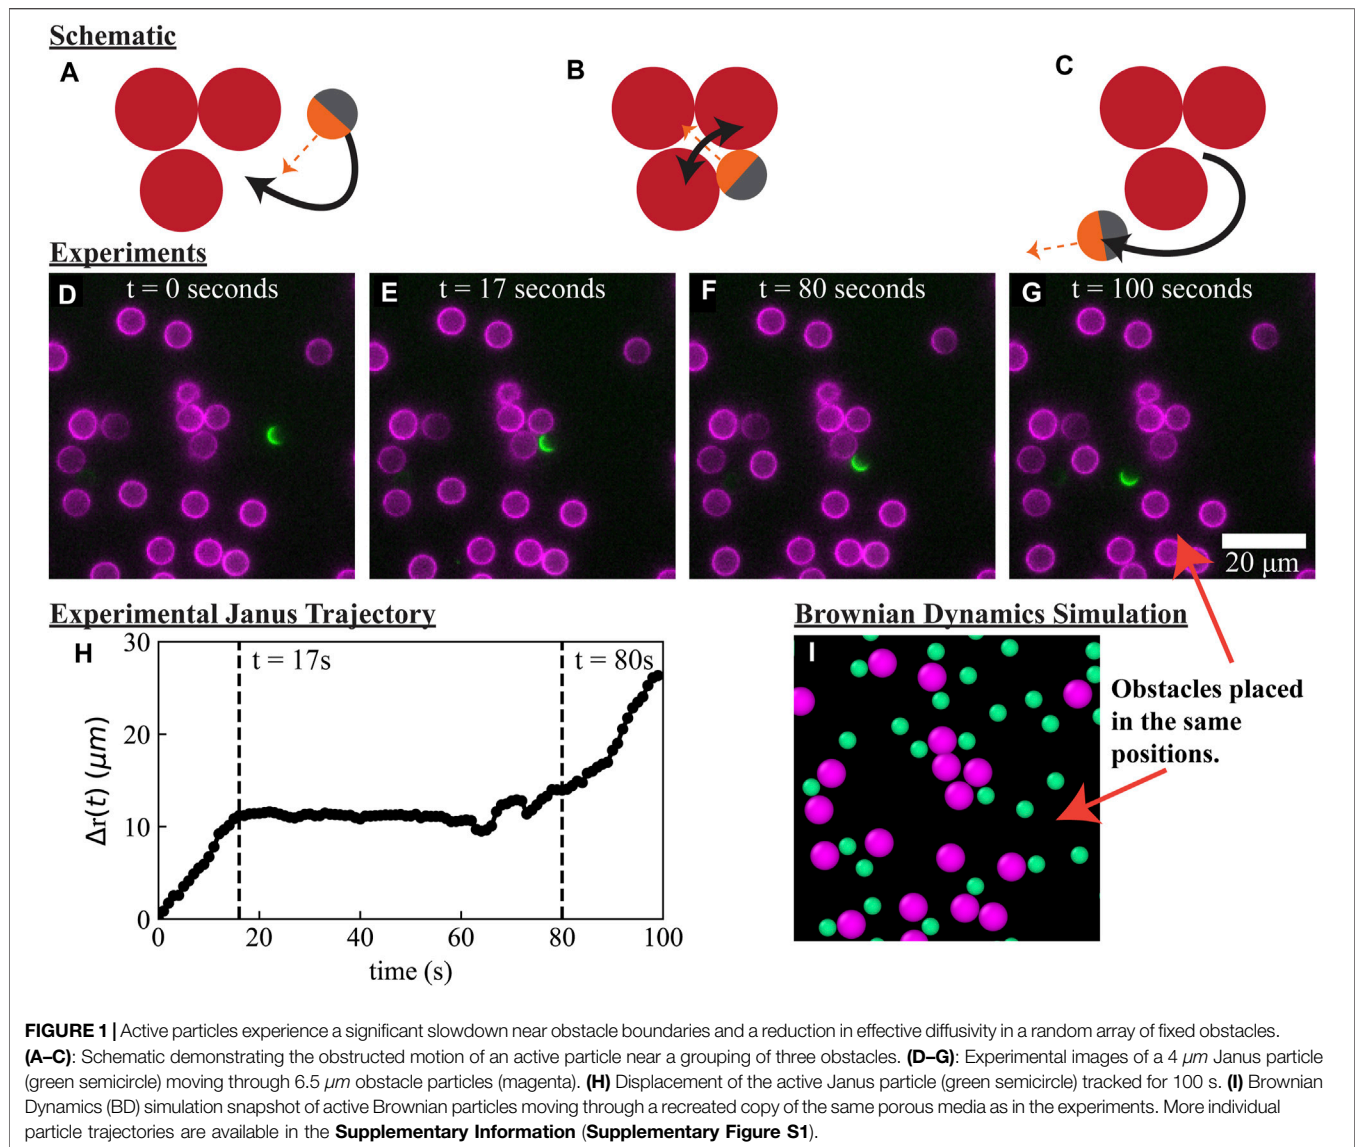 Schematic
A
B
C
Experiments
D
t = 0 seconds
E
t = 17 seconds
F
t = 80 seconds
G
t = 100 seconds
20 μm
Experimental Janus Trajectory
H
t = 17s
t = 80s
30
20
10
0
Δr(t) (μm)
0
20
40
60
80
100
time (s)
Brownian Dynamics Simulation
I
Obstacles placed
in the same
positions.
FIGURE 1 | Active particles experience a significant slowdown near obstacle boundaries and a reduction in effective diffusivity in a random array of fixed obstacles.
(A–C): Schematic demonstrating the obstructed motion of an active particle near a grouping of three obstacles. (D–G): Experimental images of a 4 μm Janus particle
(green semicircle) moving through 6.5 μm obstacle particles (magenta). (H) Displacement of the active Janus particle (green semicircle) tracked for 100 s. (I) Brownian
Dynamics (BD) simulation snapshot of active Brownian particles moving through a recreated copy of the same porous media as in the experiments. More individual
particle trajectories are available in the Supplementary Information (Supplementary Figure S1).